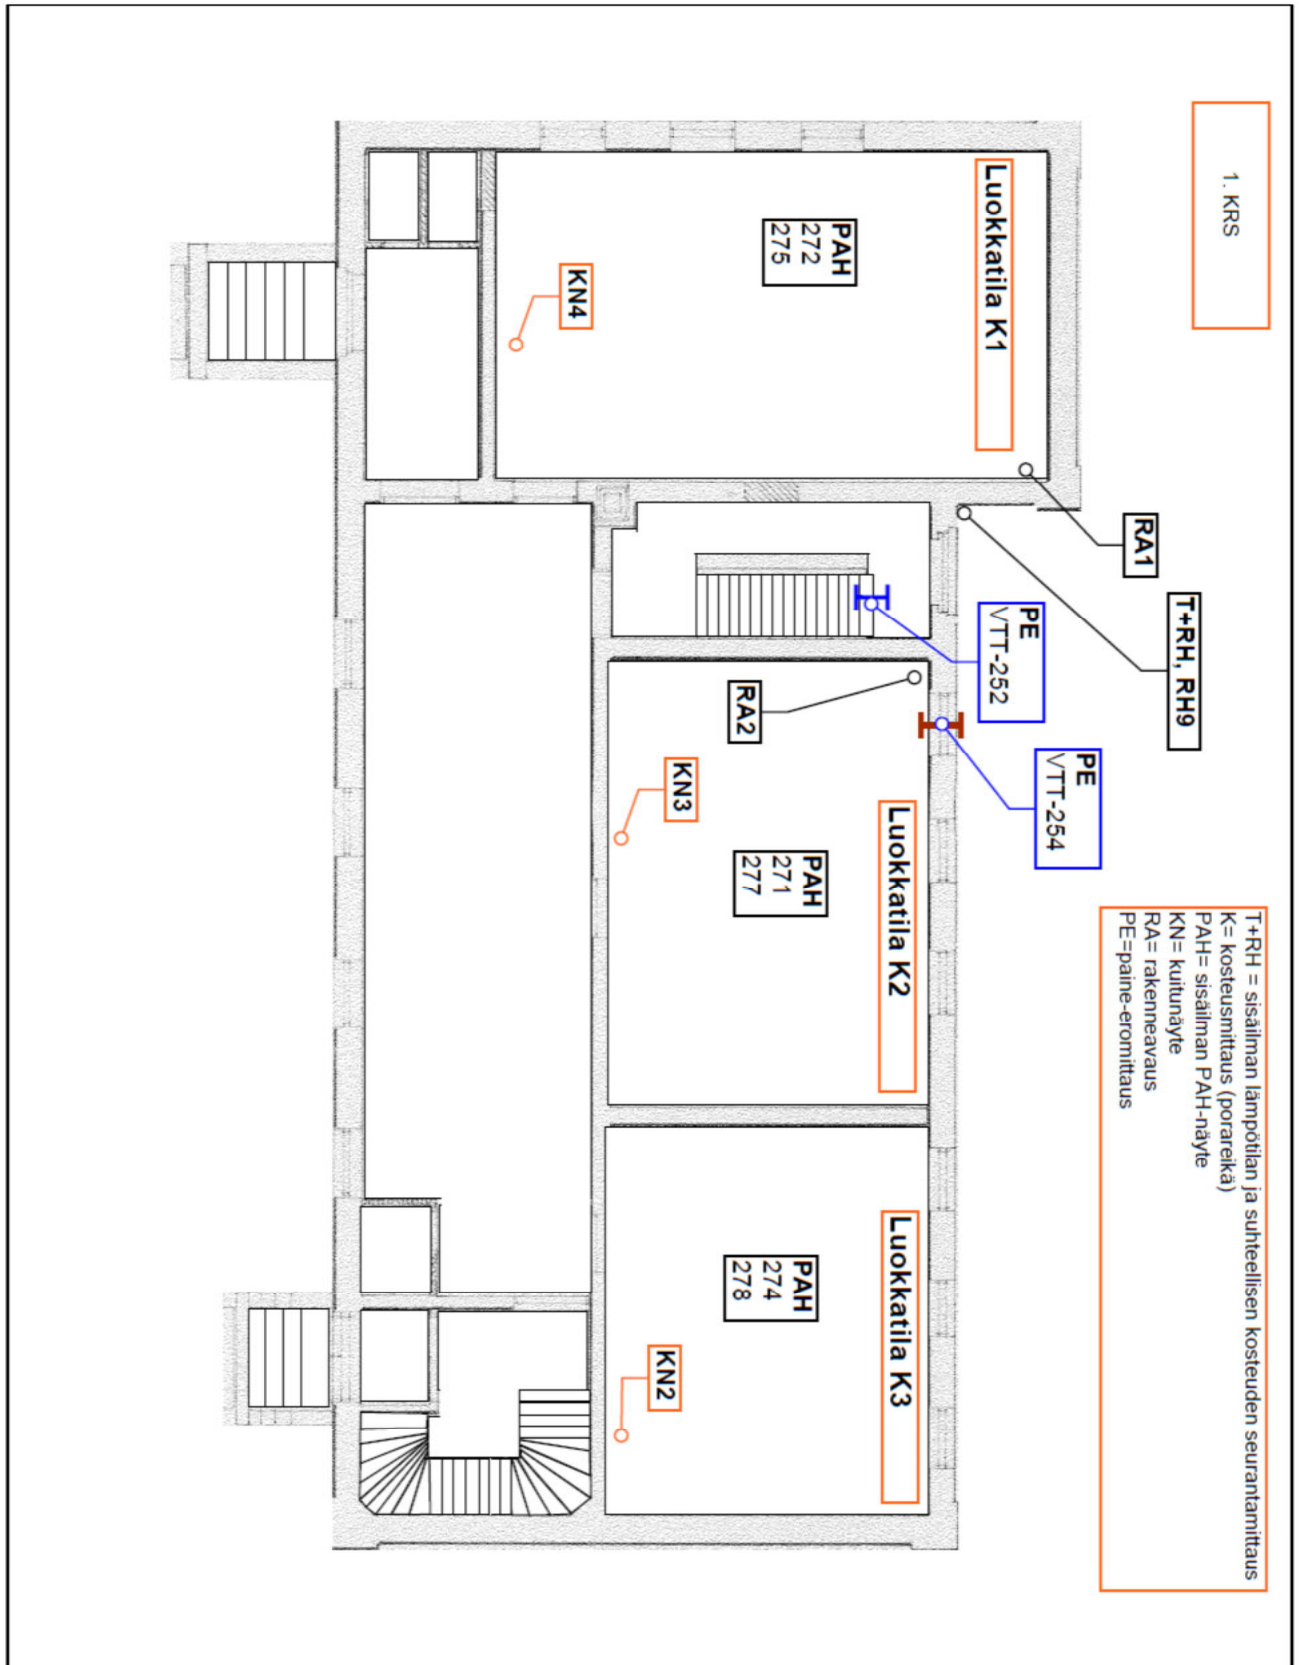 1. KRS
T+RH = sisäilman lämpötilan ja suhteellisen kosteuden seurantamittaus
K= kosteusmittaus (porareikä)
PAH= sisäilman PAH-näyte
KN= kuitunäyte
RA= rakenneavaus
PE=paine-eromittaus
T+RH, RH9
RA1
PE
VTT-254
PE
VTT-252
Luokkatila K1
Luokkatila K2
Luokkatila K3
PAH
272
275
RA2
PAH
271
277
PAH
274
278
KN4
KN3
KN2